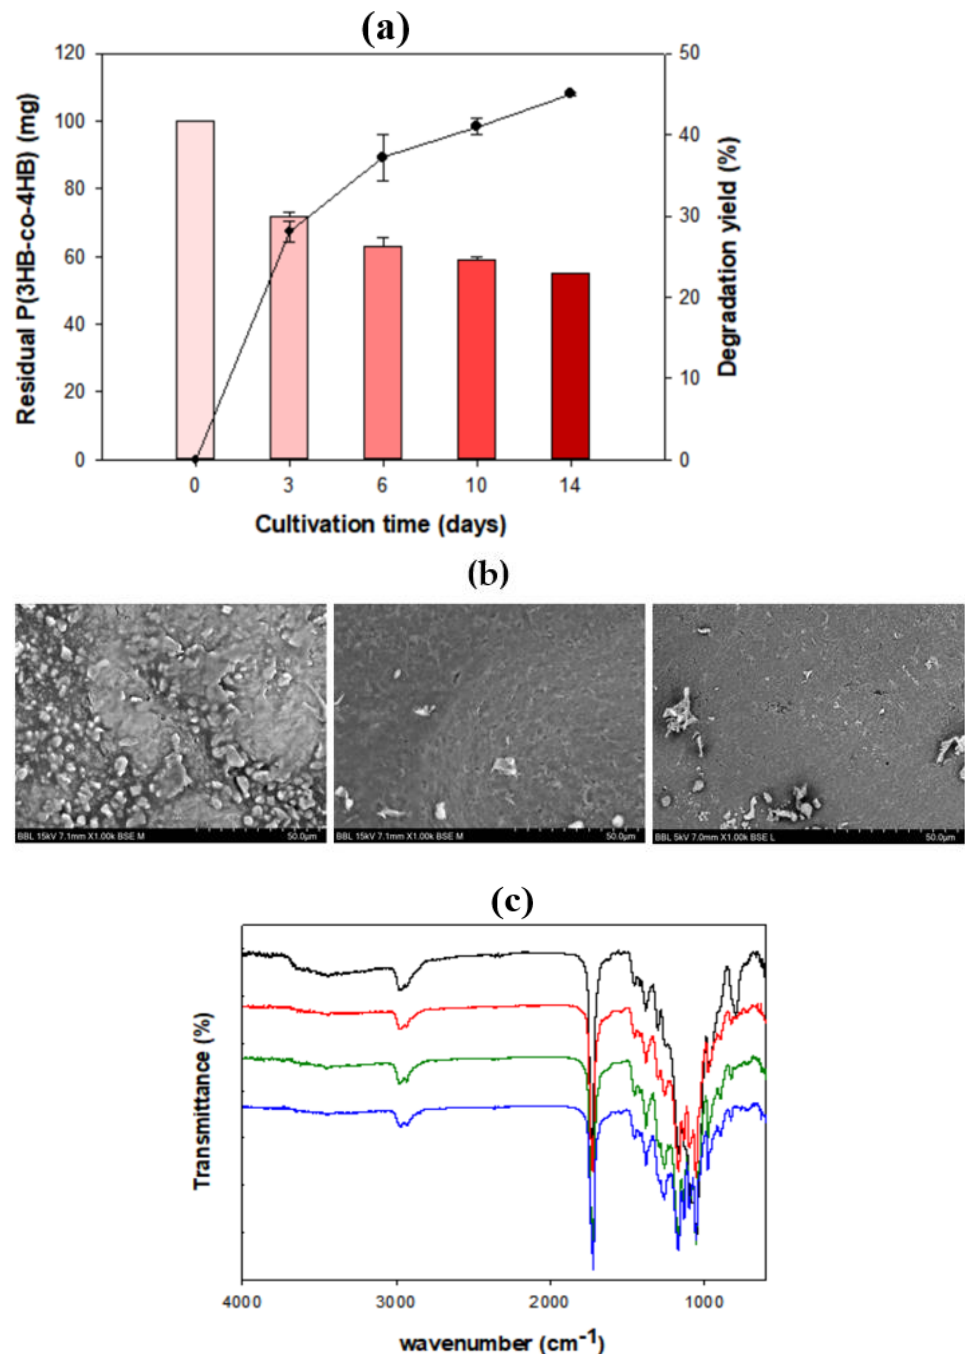 (a)
120
100
80
60
40
20
0
Residual P(3HB-co-4HB) (mg)
50
40
30
20
10
0
Degradation yield (%)
0 3 6 10 14
Cultivation time (days)
(b)
BBL 15kV 7.1mm X1.00k BSE M 50.0µm
BBL 15kV 7.1mm X1.00k BSE M 50.0µm
BBL 5kV 7.0mm X1.00k BSE L 50.0µm
(c)
Transmittance (%)
4000 3000 2000 1000
wavenumber (cm-1)